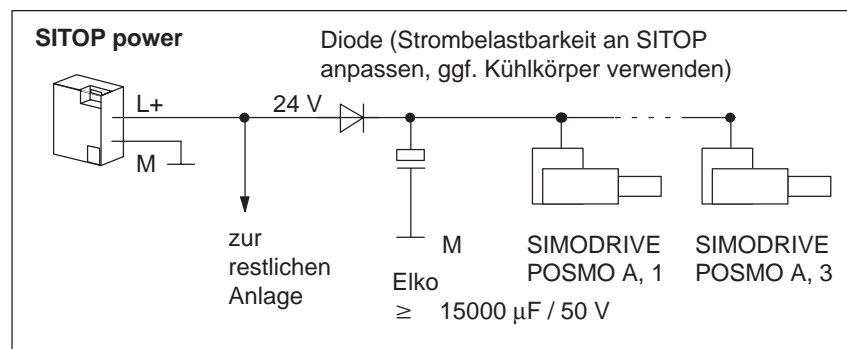 SITOP power
Diode (Strombelastbarkeit an SITOP
anpassen, ggf. Kühlkörper verwenden)
L+
24 V
M
zur
restlichen
Anlage
M
Elko
≥ 15000 μF / 50 V
SIMODRIVE
POSMO A, 1
SIMODRIVE
POSMO A, 3